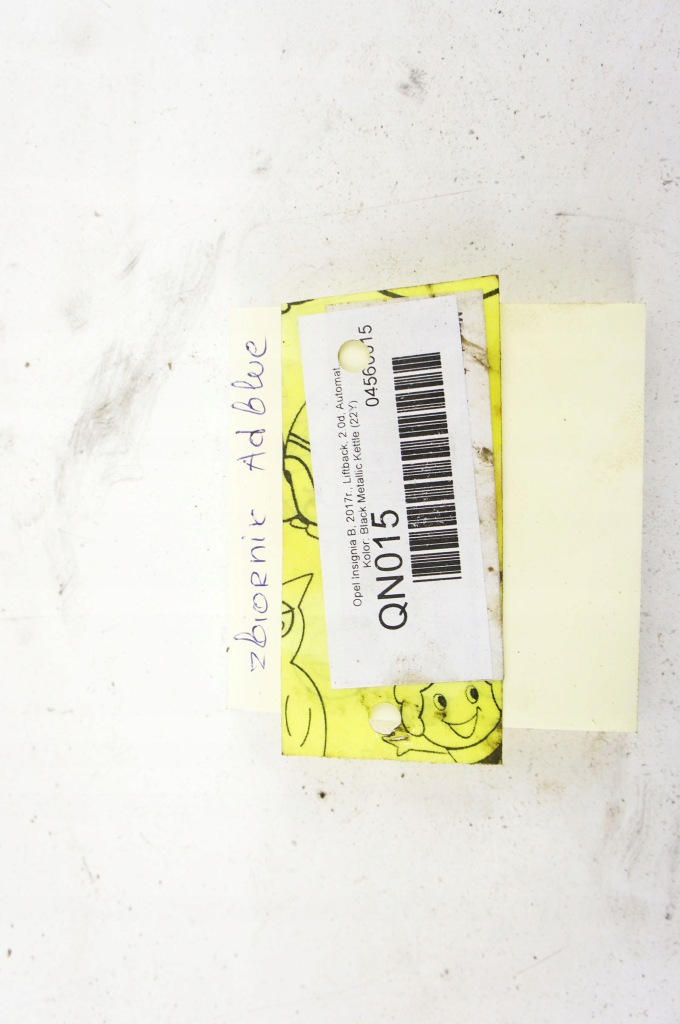 zbiornik AdBlue
Opel Insignia B, 2017r., Liftback, 2.0d, Automat
Kolor: Black Metallic Kettle (22Y)
QN015